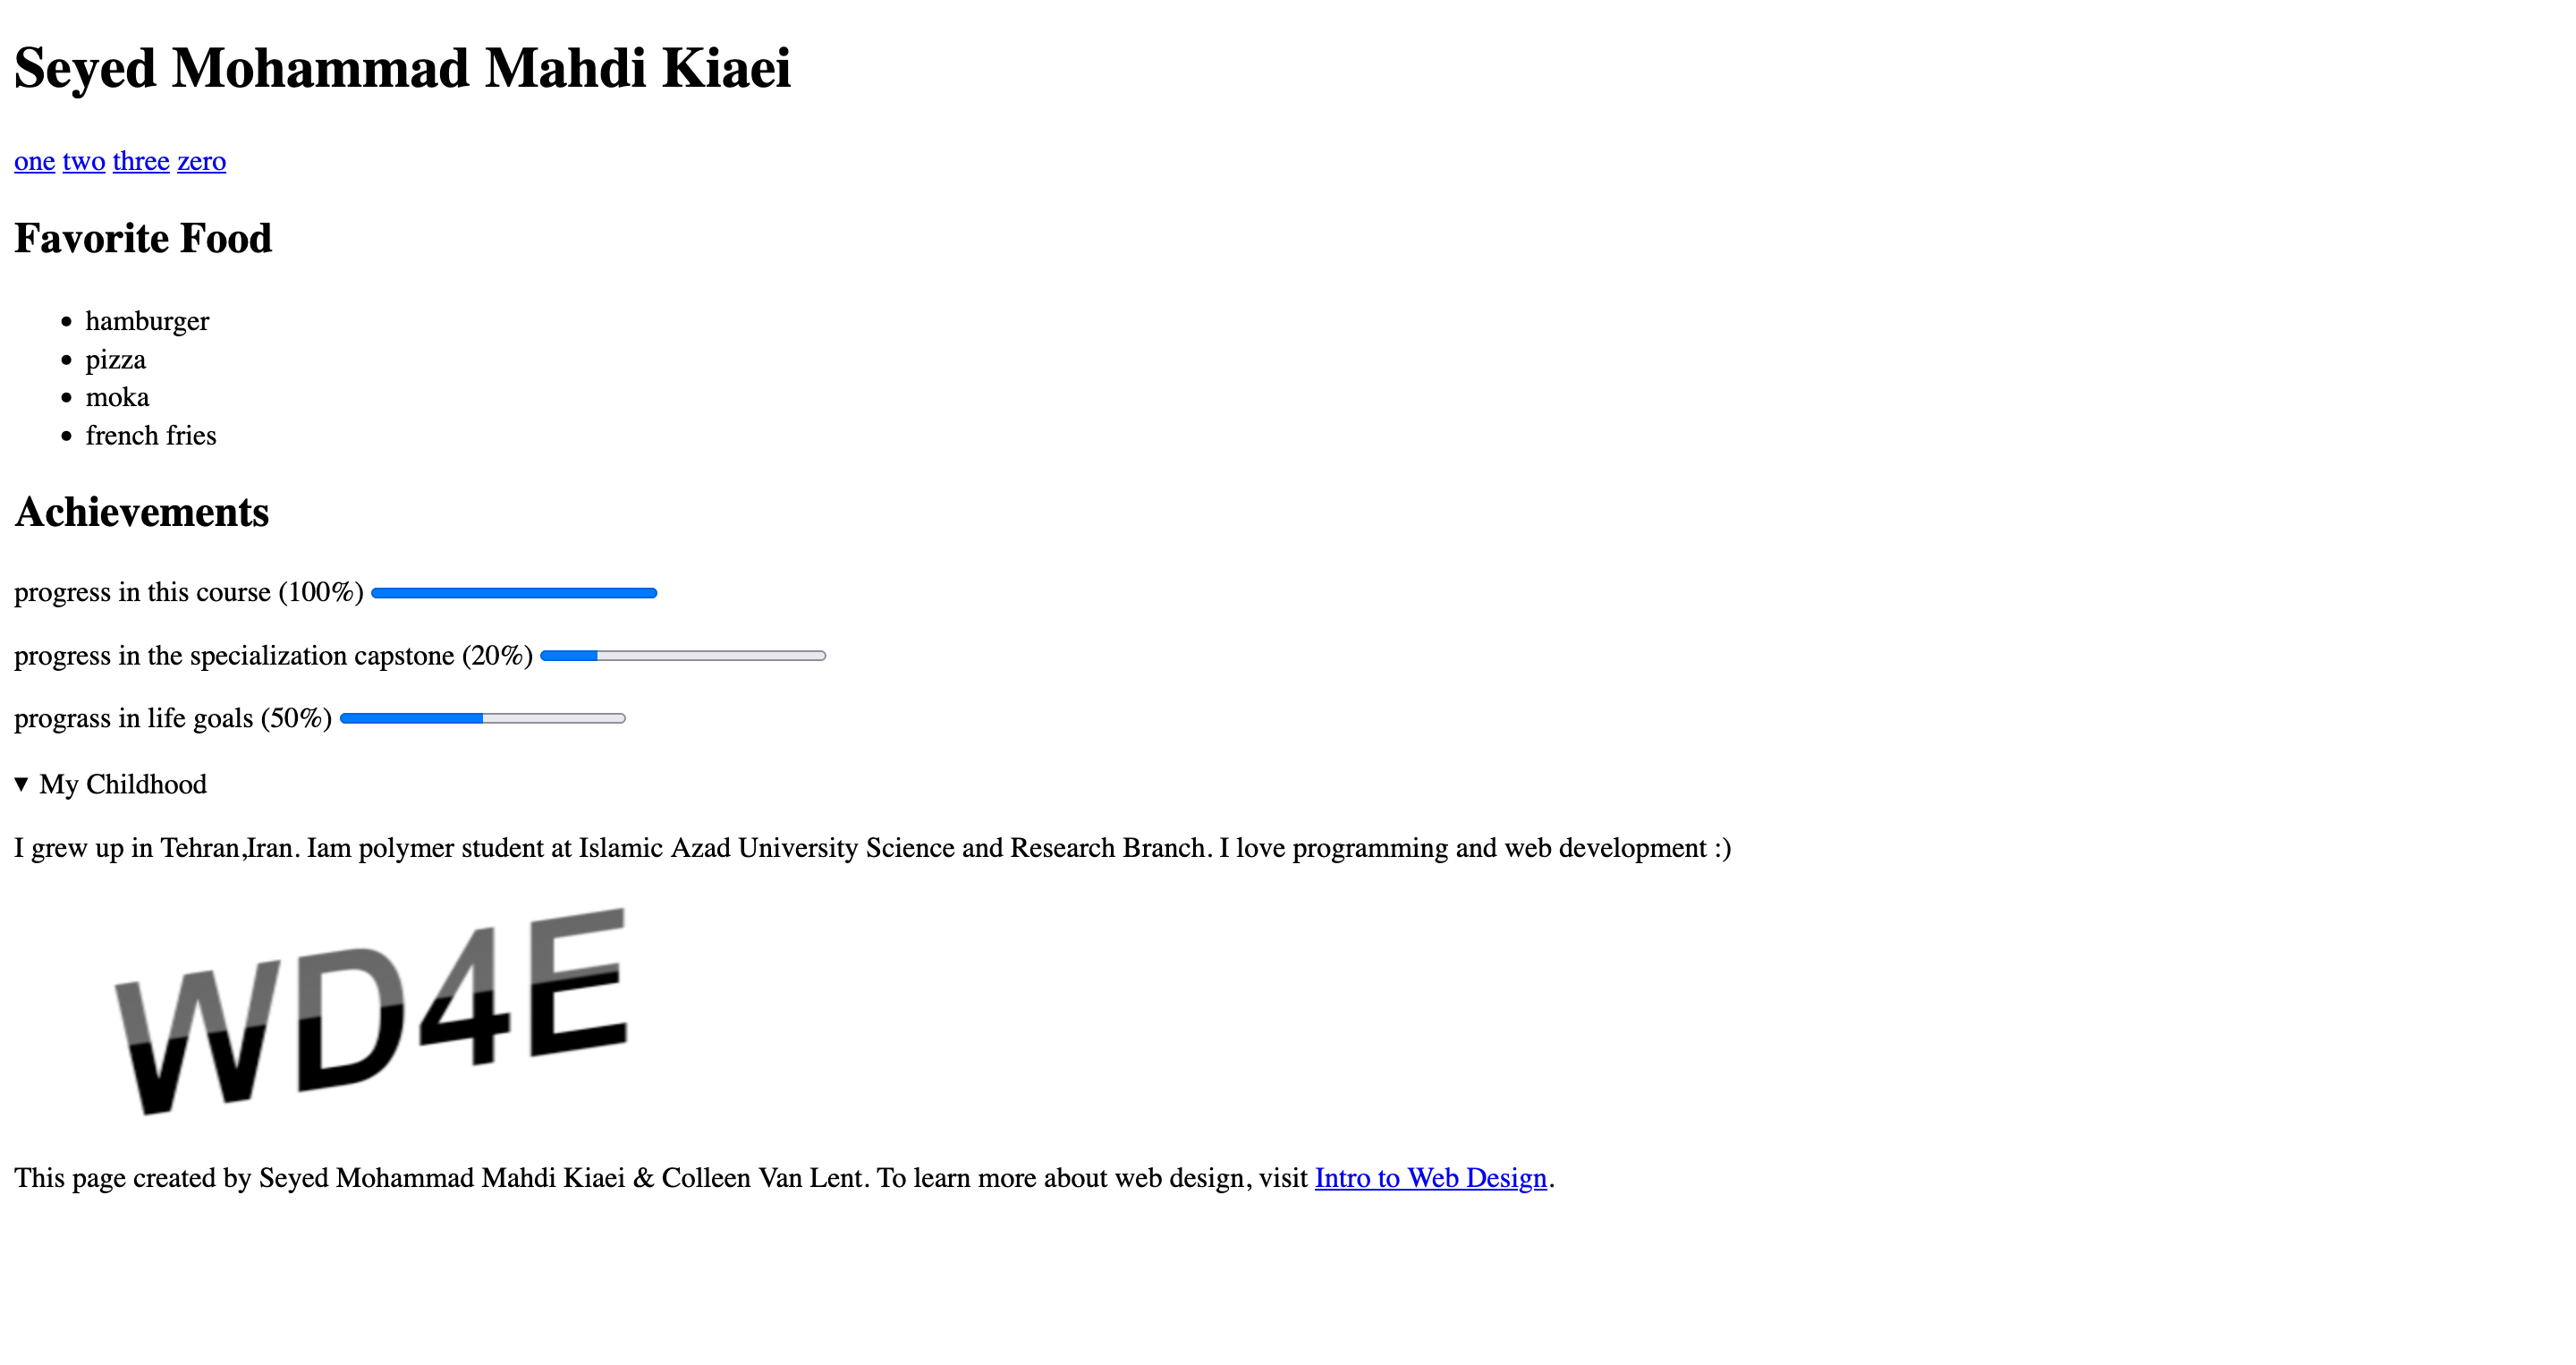 Seyed Mohammad Mahdi Kiaei
one two three zero
Favorite Food
hamburger
pizza
moka
french fries
Achievements
progress in this course (100%)
progress in the specialization capstone (20%)
prograss in life goals (50%)
My Childhood
I grew up in Tehran,Iran. Iam polymer student at Islamic Azad University Science and Research Branch. I love programming and web development :)
WD4E
This page created by Seyed Mohammad Mahdi Kiaei & Colleen Van Lent. To learn more about web design, visit Intro to Web Design.